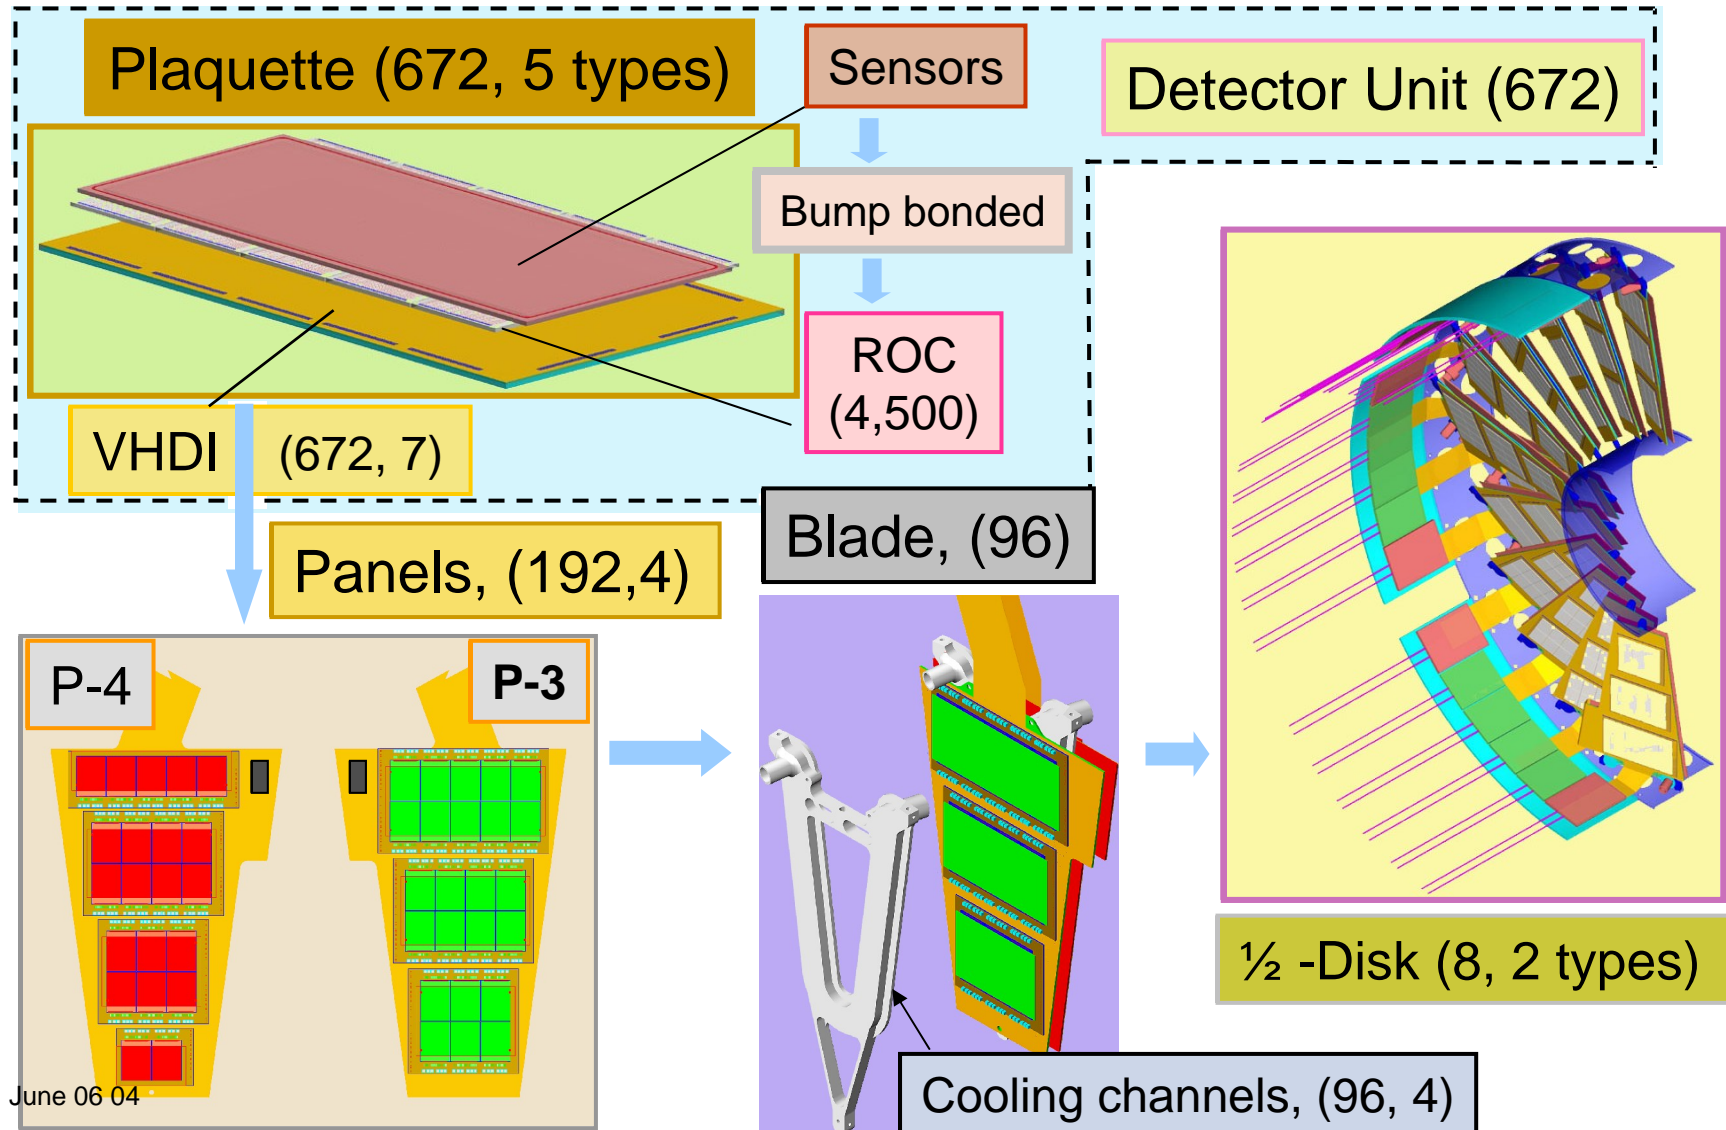 Plaquette (672, 5 types)
Sensors
Detector Unit (672)
Bump bonded
ROC
(4,500)
VHDI (672, 7)
Blade, (96)
Panels, (192,4)
P-4
P-3
½ -Disk (8, 2 types)
Cooling channels, (96, 4)
June 06 04